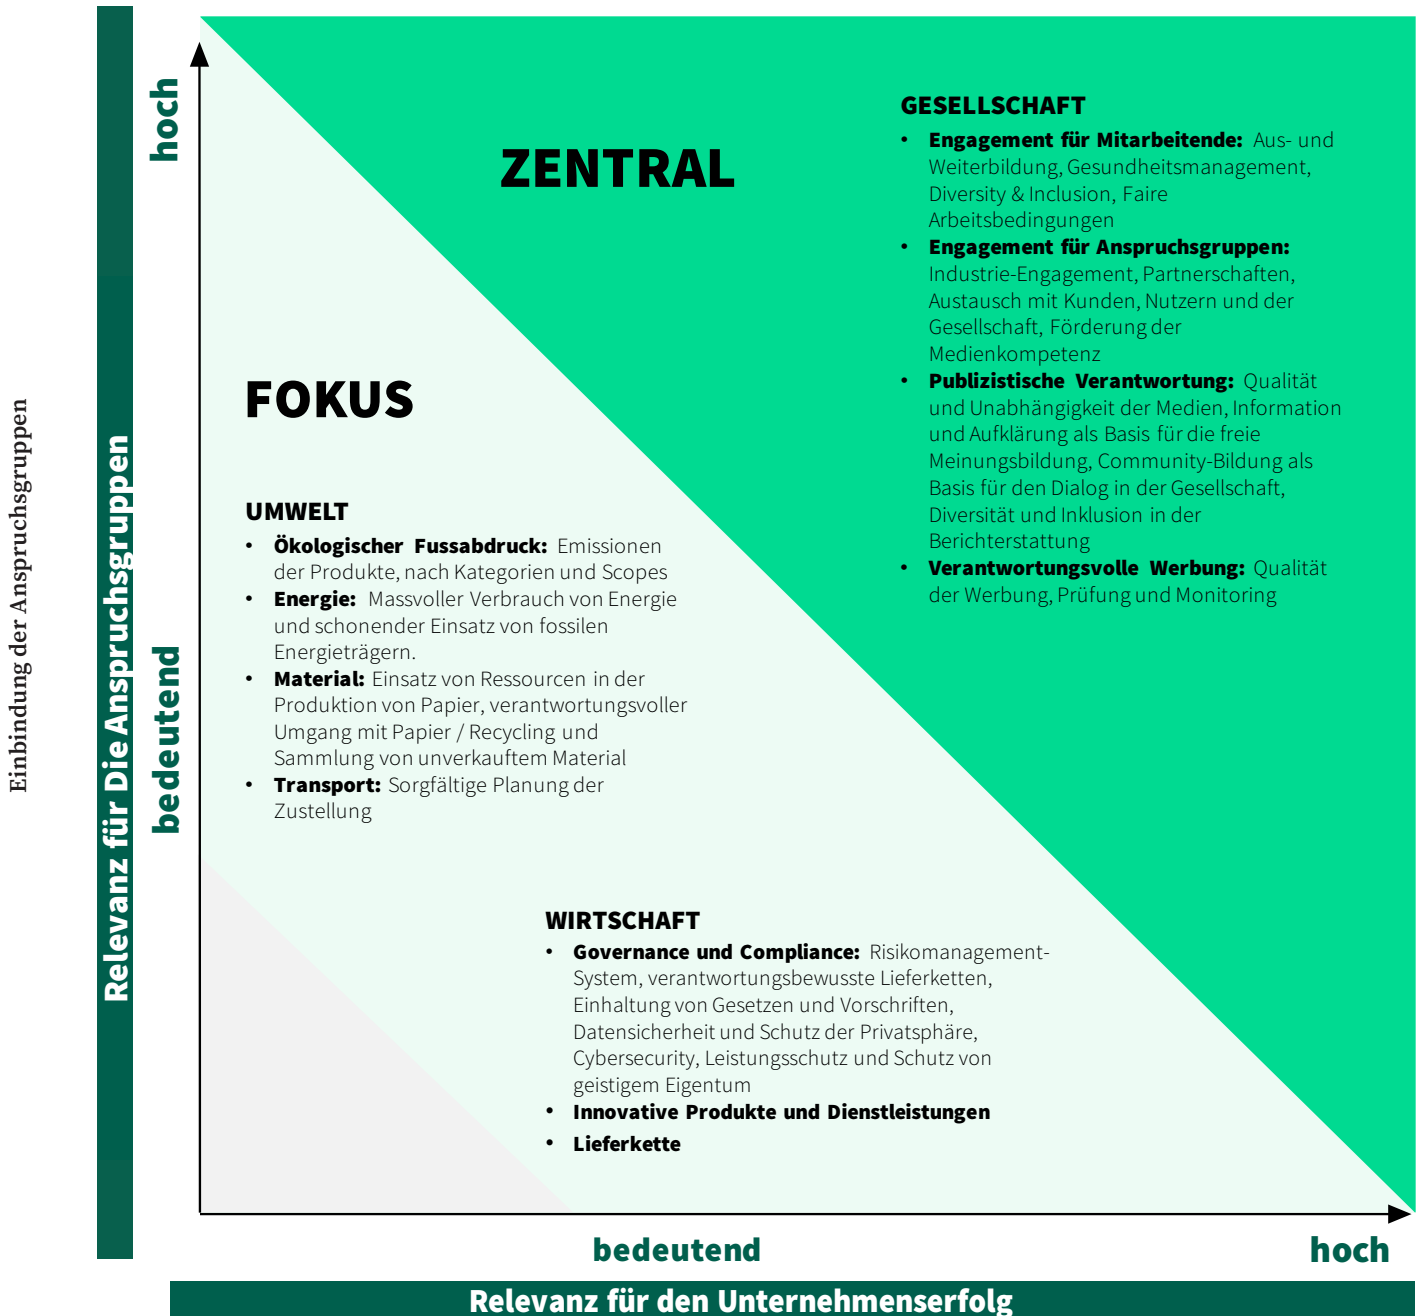 Einbindung der Anspruchsgruppen
Relevanz für Die Anspruchsgruppen
hoch
bedeutend
ZENTRAL
GESELLSCHAFT
• Engagement für Mitarbeitende: Aus- und
Weiterbildung, Gesundheitsmanagement,
Diversity & Inclusion, Faire
Arbeitsbedingungen
• Engagement für Anspruchsgruppen:
Industrie-Engagement, Partnerschaften,
Austausch mit Kunden, Nutzern und der
Gesellschaft, Förderung der
Medienkompetenz
• Publizistische Verantwortung: Qualität
und Unabhängigkeit der Medien, Information
und Aufklärung als Basis für die freie
Meinungsbildung, Community-Bildung als
Basis für den Dialog in der Gesellschaft,
Diversität und Inklusion in der
Berichterstattung
• Verantwortungsvolle Werbung: Qualität
der Werbung, Prüfung und Monitoring
FOKUS
UMWELT
• Ökologischer Fussabdruck: Emissionen
der Produkte, nach Kategorien und Scopes
• Energie: Massvoller Verbrauch von Energie
und schonender Einsatz von fossilen
Energieträgern.
• Material: Einsatz von Ressourcen in der
Produktion von Papier, verantwortungsvoller
Umgang mit Papier / Recycling und
Sammlung von unverkauftem Material
• Transport: Sorgfältige Planung der
Zustellung
WIRTSCHAFT
• Governance und Compliance: Risikomanagement-
System, verantwortungsbewusste Lieferketten,
Einhaltung von Gesetzen und Vorschriften,
Datensicherheit und Schutz der Privatsphäre,
Cybersecurity, Leistungsschutz und Schutz von
geistigem Eigentum
• Innovative Produkte und Dienstleistungen
• Lieferkette
bedeutend
hoch
Relevanz für den Unternehmenserfolg